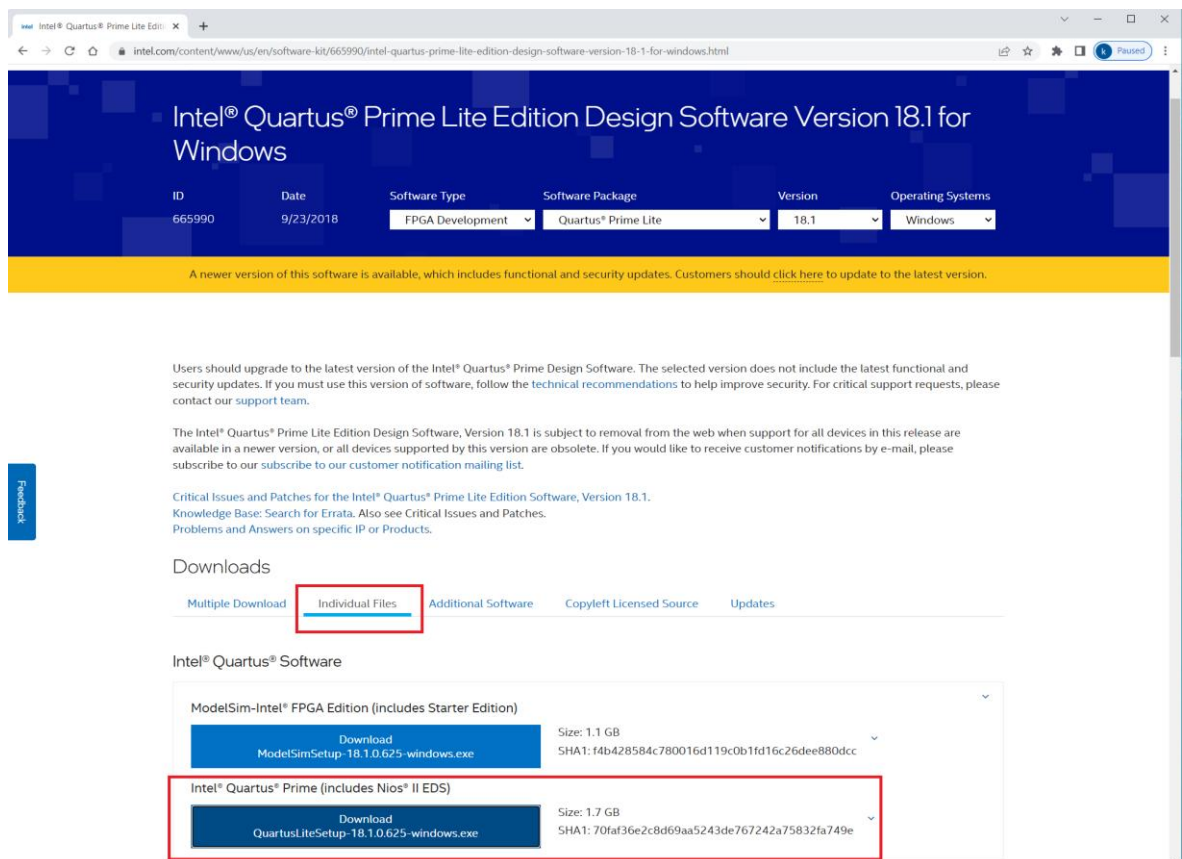 intel Intel® Quartus® Prime Lite Editi
intel.com/content/www/us/en/software-kit/665990/intel-quartus-prime-lite-edition-design-software-version-18-1-for-windows.html
k Paused
Intel® Quartus® Prime Lite Edition Design Software Version 18.1 for
Windows
ID Date Software Type Software Package Version Operating Systems
665990 9/23/2018 FPGA Development Quartus® Prime Lite 18.1 Windows
A newer version of this software is available, which includes functional and security updates. Customers should click here to update to the latest version.
Users should upgrade to the latest version of the Intel® Quartus® Prime Design Software. The selected version does not include the latest functional and
security updates. If you must use this version of software, follow the technical recommendations to help improve security. For critical support requests, please
contact our support team.
The Intel® Quartus® Prime Lite Edition Design Software, Version 18.1 is subject to removal from the web when support for all devices in this release are
available in a newer version, or all devices supported by this version are obsolete. If you would like to receive customer notifications by e-mail, please
subscribe to our subscribe to our customer notification mailing list.
Feedback
Critical Issues and Patches for the Intel® Quartus® Prime Lite Edition Software, Version 18.1.
Knowledge Base: Search for Errata. Also see Critical Issues and Patches.
Problems and Answers on specific IP or Products.
Downloads
Multiple Download Individual Files Additional Software Copyleft Licensed Source Updates
Intel® Quartus® Software
ModelSim-Intel® FPGA Edition (includes Starter Edition)
Download
ModelSimSetup-18.1.0.625-windows.exe
Size: 1.1 GB
SHA1: f4b428584c780016d119c0b1fd16c26dee880dcc
Intel® Quartus® Prime (includes Nios® II EDS)
Download
QuartusLiteSetup-18.1.0.625-windows.exe
Size: 1.7 GB
SHA1: 70faf36e2c8d69aa5243de767242a75832fa749e